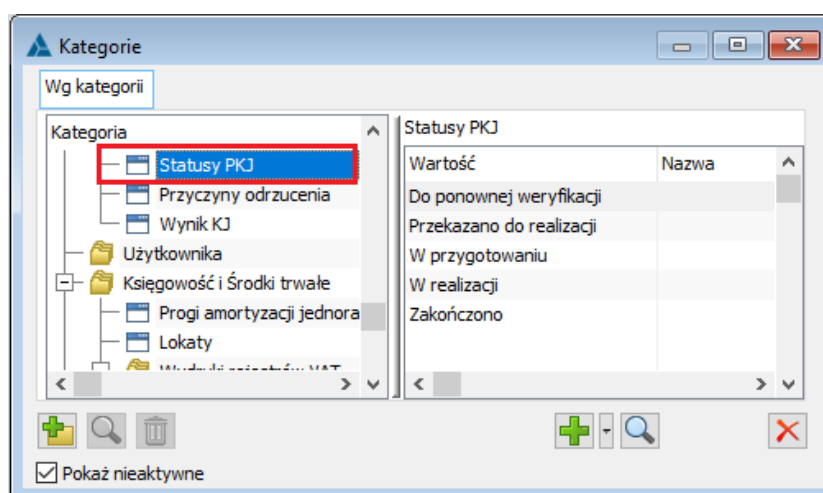 Kategorie
Wg kategorii
Kategoria
Statusy PKJ
Przyczyny odrzucenia
Wynik KJ
Użytkownika
Księgowość i Środki trwałe
Progi amortyzacji jednora
Lokaty
Statusy PKJ
Wartość Nazwa
Do ponownej weryfikacji
Przekazano do realizacji
W przygotowaniu
W realizacji
Zakończono
Pokaż nieaktywne